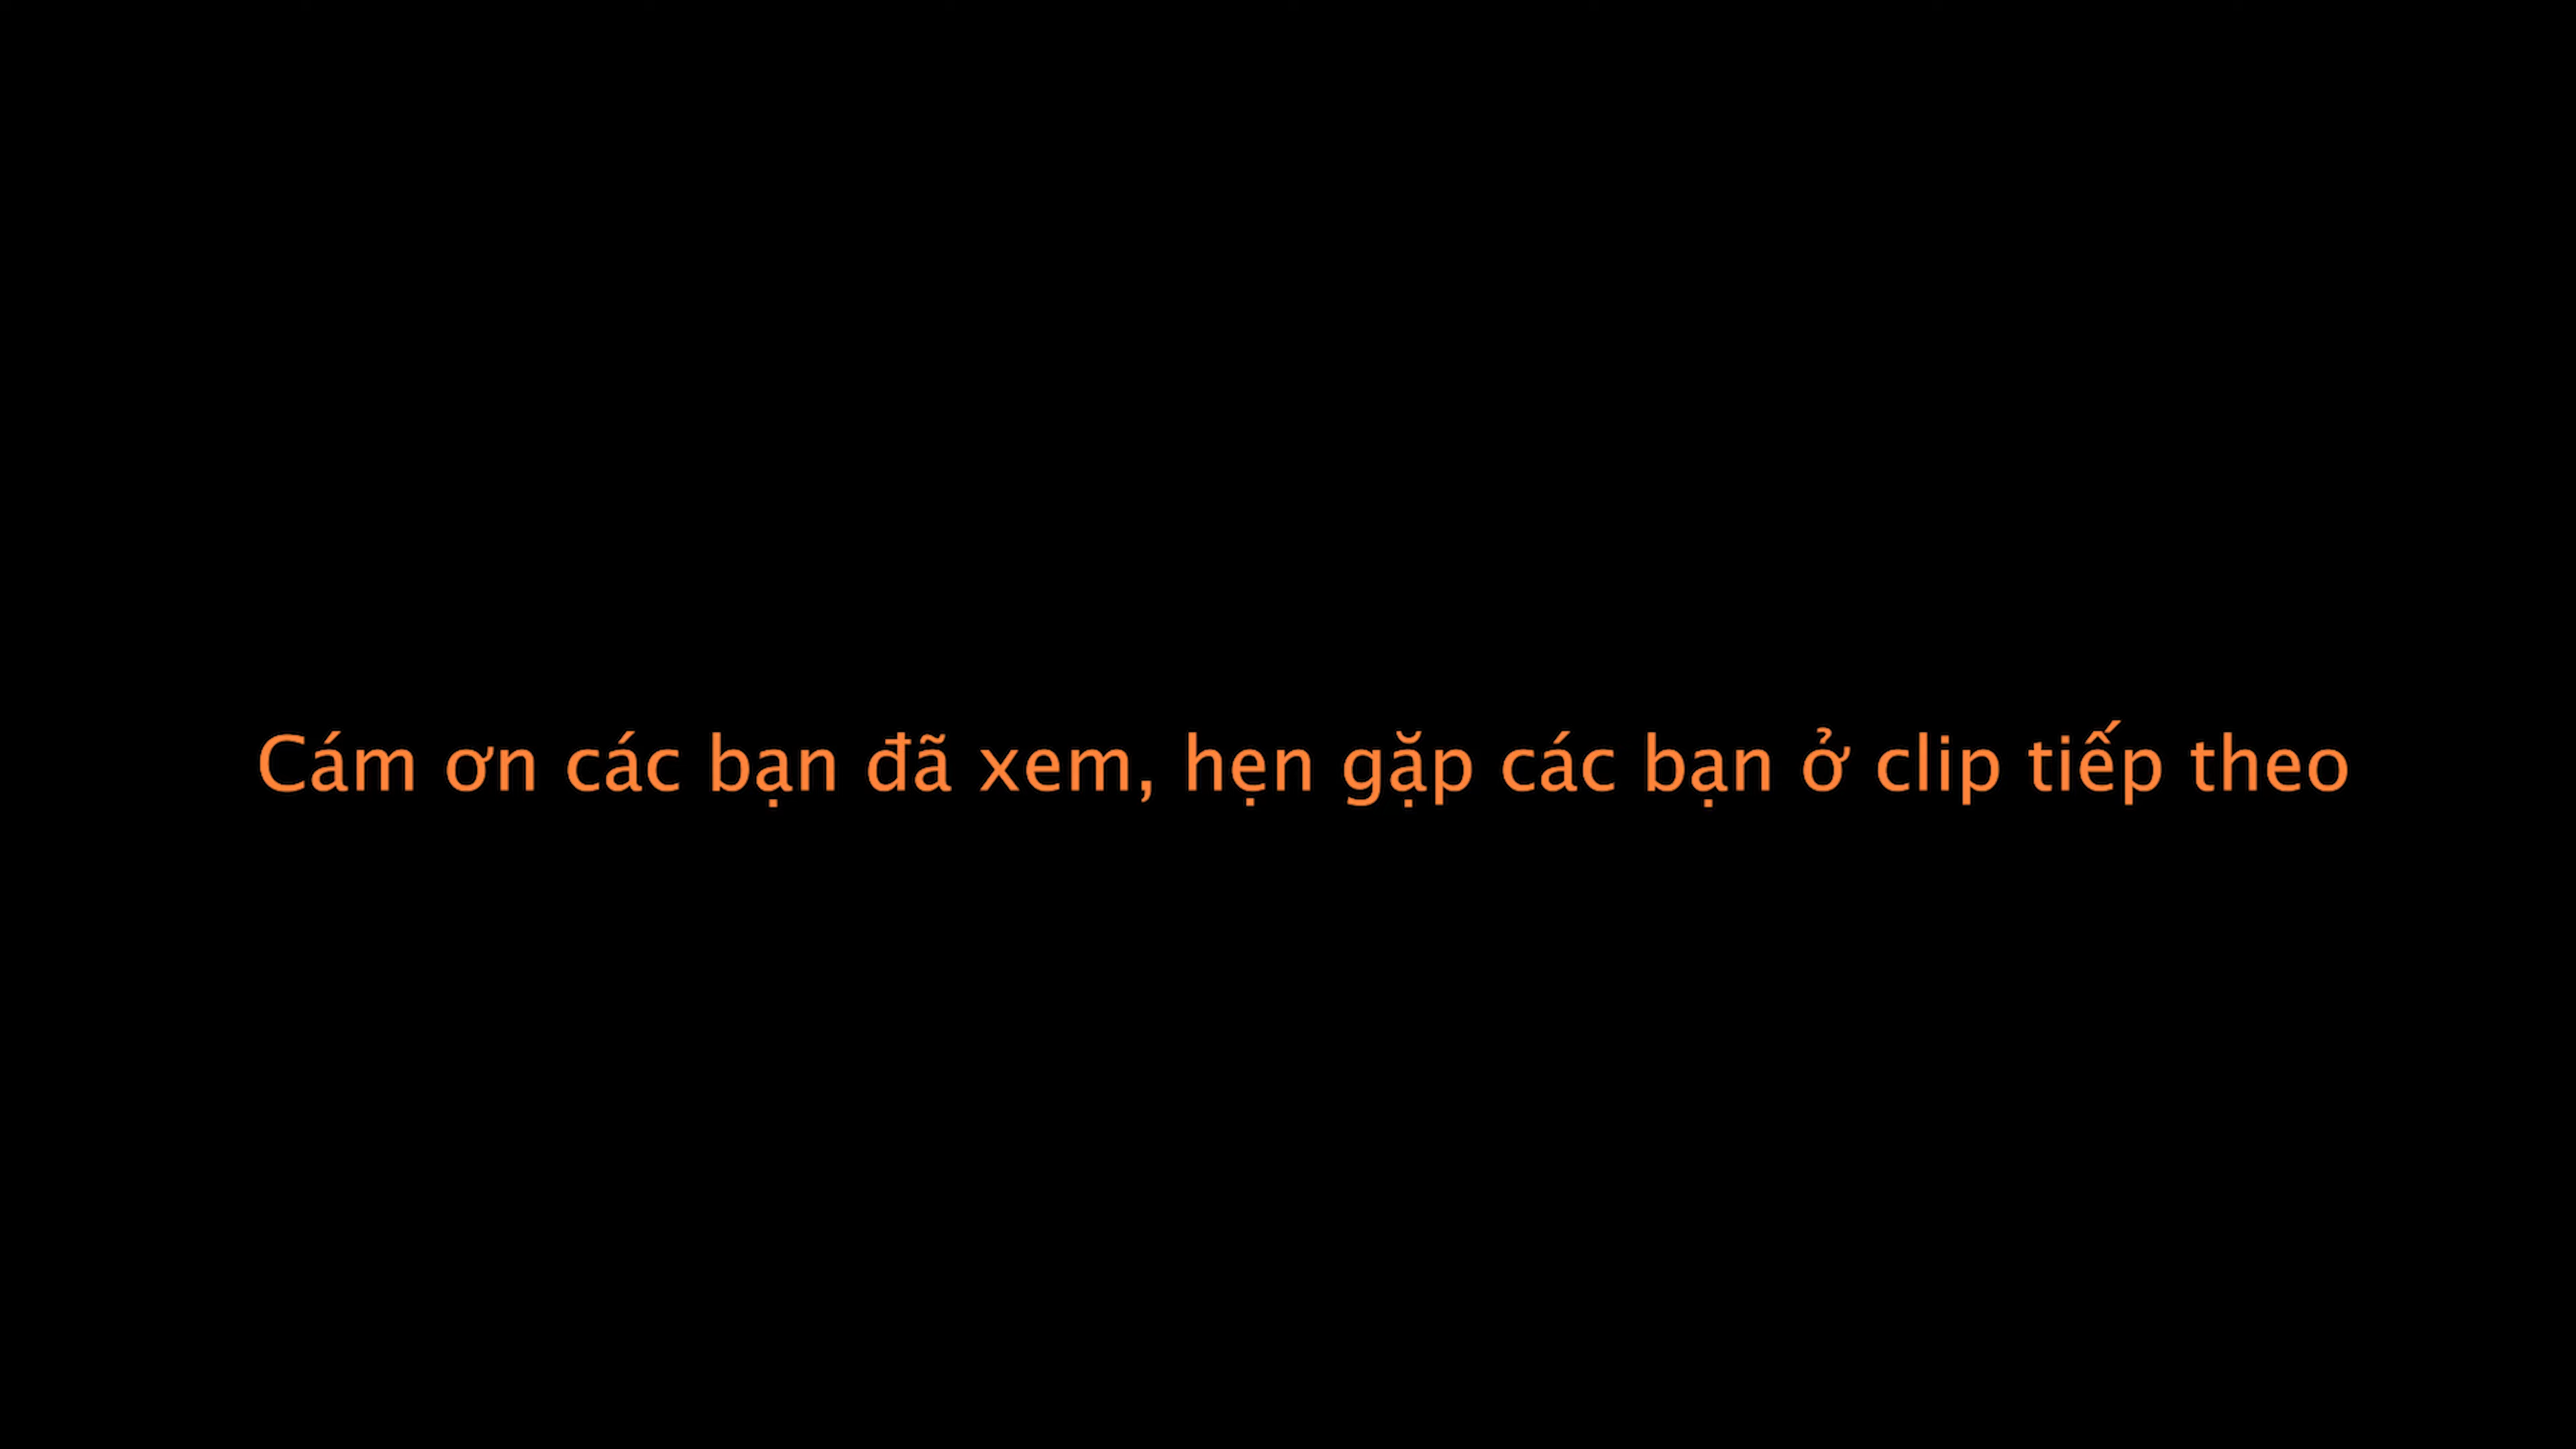 Cám ơn các bạn đã xem, hẹn gặp các bạn ở clip tiếp theo